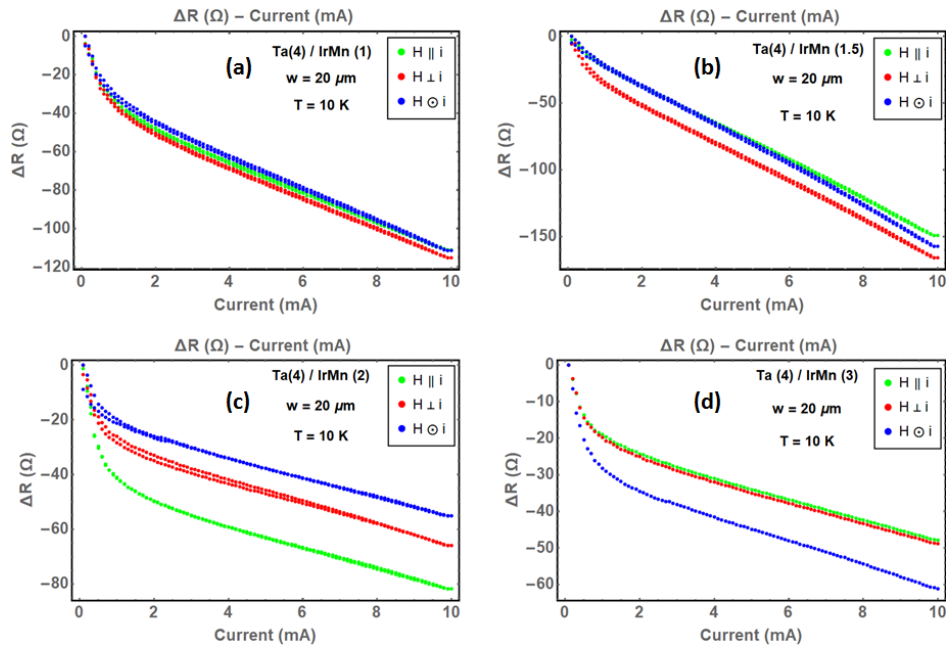 ΔR (Ω) – Current (mA)
ΔR (Ω)
0
−20
−40
−60
−80
−100
−120
(a)
Ta(4) / IrMn (1)
w = 20 μm
T = 10 K
H || i
H ⊥ i
H ⊙ i
0 2 4 6 8 10
Current (mA)
ΔR (Ω) – Current (mA)
ΔR (Ω)
0
−50
−100
−150
(b)
Ta(4) / IrMn (1.5)
w = 20 μm
T = 10 K
H || i
H ⊥ i
H ⊙ i
0 2 4 6 8 10
Current (mA)
ΔR (Ω) – Current (mA)
ΔR (Ω)
0
−20
−40
−60
−80
(c)
Ta(4) / IrMn (2)
w = 20 μm
T = 10 K
H || i
H ⊥ i
H ⊙ i
0 2 4 6 8 10
Current (mA)
ΔR (Ω) – Current (mA)
ΔR (Ω)
0
−10
−20
−30
−40
−50
−60
(d)
Ta (4) / IrMn (3)
w = 20 μm
T = 10 K
H || i
H ⊥ i
H ⊙ i
0 2 4 6 8 10
Current (mA)